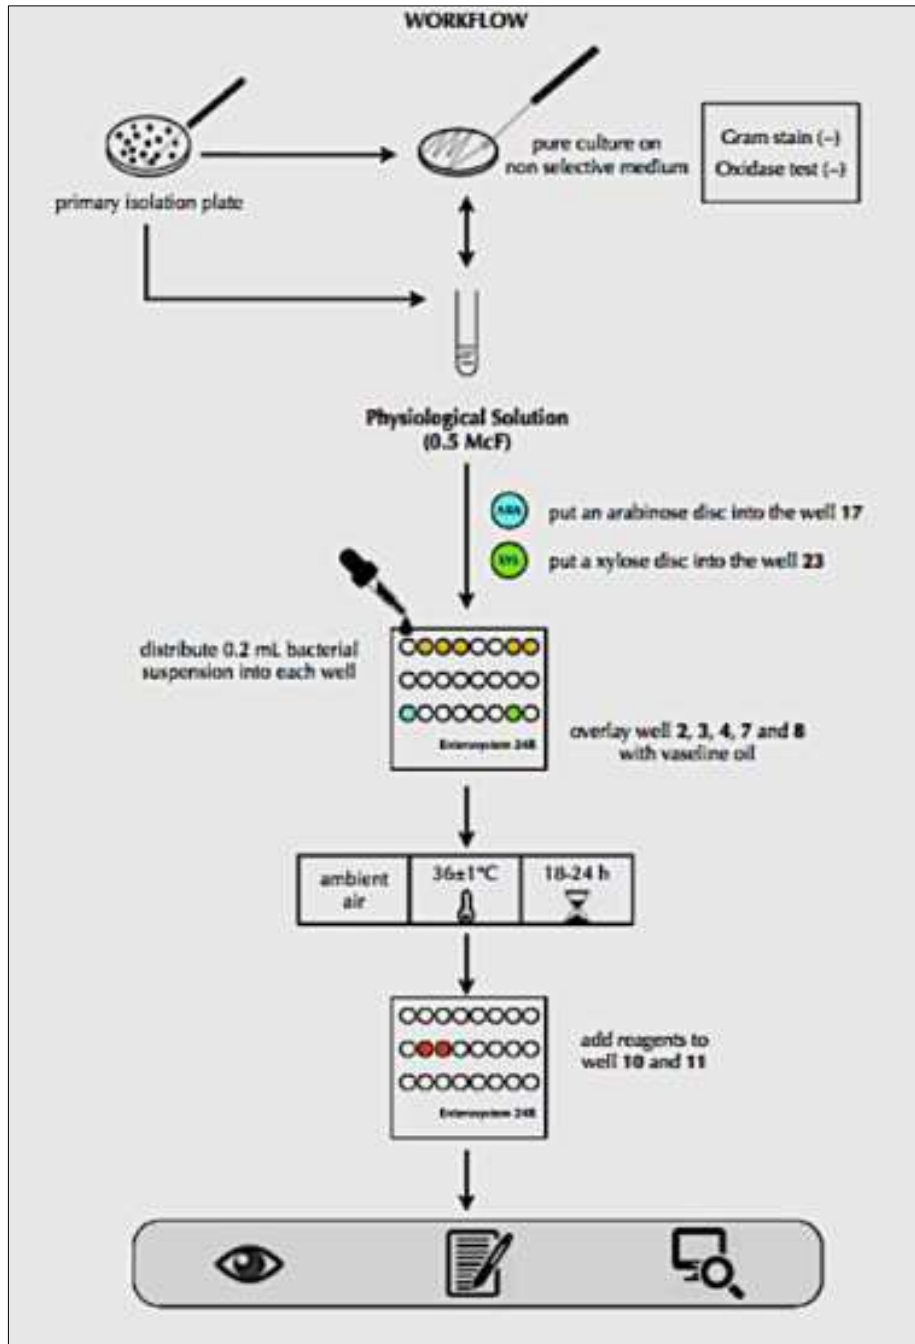 WORKFLOW
primary isolation plate
pure culture on
non selective medium
Gram stain (–)
Oxidase test (–)
Physiological Solution
(0.5 McF)
ARA
put an arabinose disc into the well 17
XYL
put a xylose disc into the well 23
distribute 0.2 mL bacterial
suspension into each well
Enterosystem 24R
overlay well 2, 3, 4, 7 and 8
with vaseline oil
ambient
air
36±1°C
18-24 h
add reagents to
well 10 and 11
Enterosystem 24R